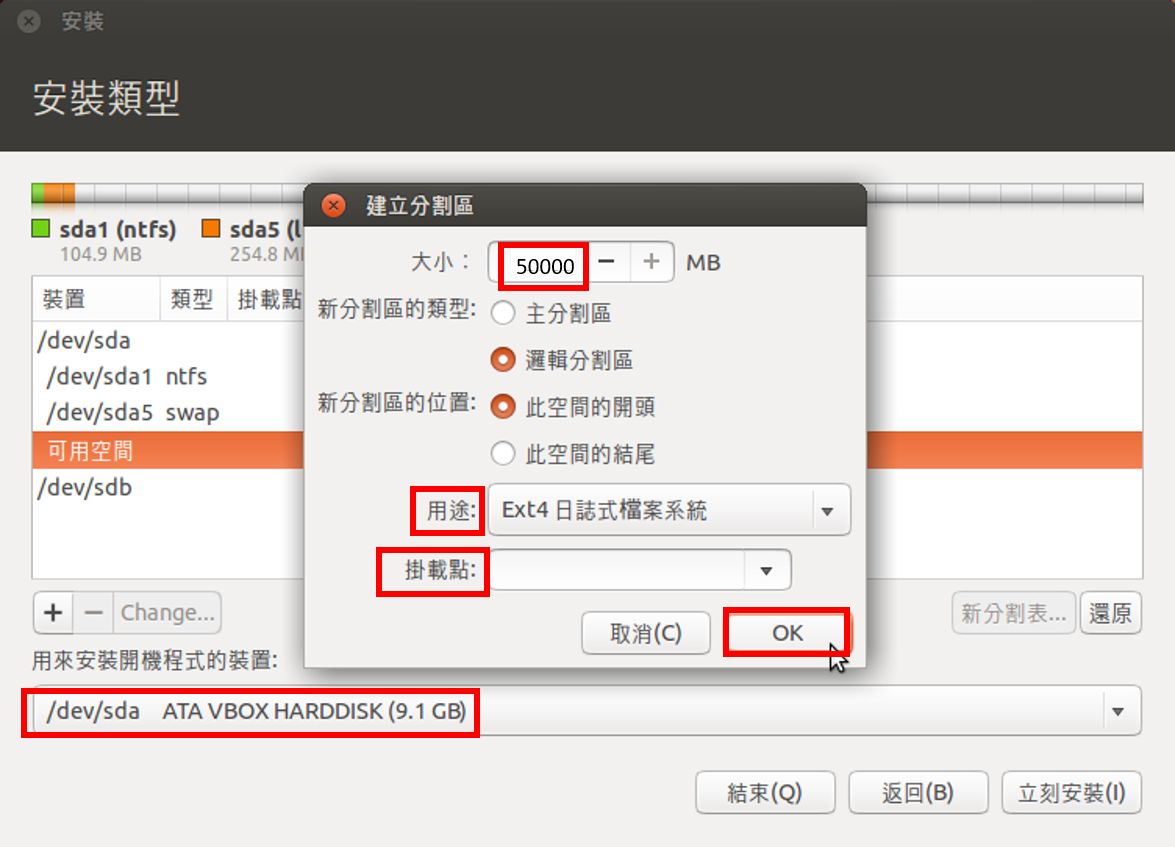 安裝
安裝類型
sda1 (ntfs) sda5 (l
104.9 MB 254.8 M
裝置 類型 掛載點
/dev/sda
/dev/sda1 ntfs
/dev/sda5 swap
可用空間
/dev/sdb
建立分割區
大小： 50000 − + MB
新分割區的類型: 主分割區
邏輯分割區
新分割區的位置: 此空間的開頭
此空間的結尾
用途: Ext4 日誌式檔案系統
掛載點:
取消(C) OK
+ − Change... 新分割表... 還原
用來安裝開機程式的裝置:
/dev/sda ATA VBOX HARDDISK (9.1 GB)
結束(Q) 返回(B) 立刻安裝(I)